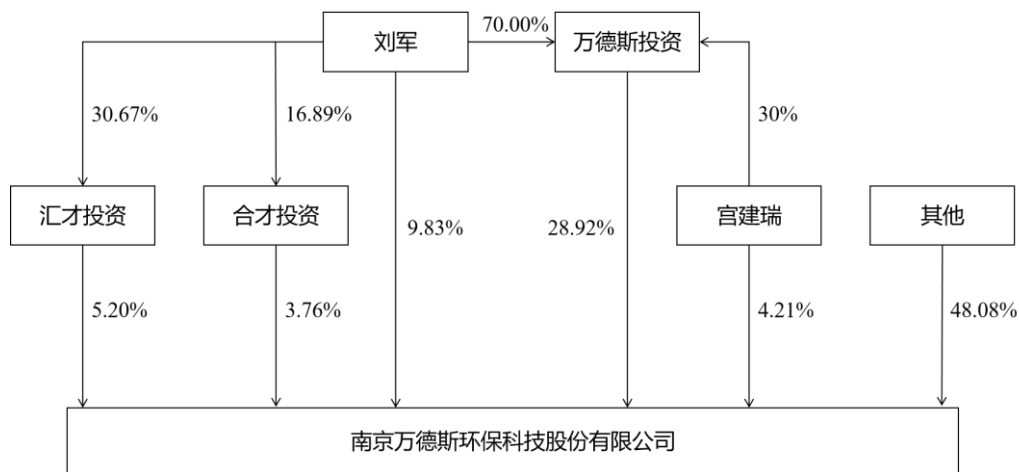 刘军
70.00%
万德斯投资
30.67%
16.89%
30%
汇才投资
合才投资
9.83%
28.92%
宫建瑞
其他
5.20%
3.76%
4.21%
48.08%
南京万德斯环保科技股份有限公司